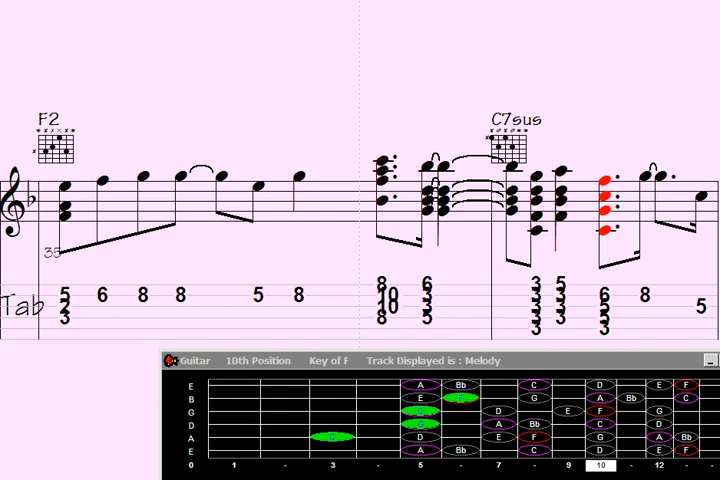 F2 C7sus
35
8 6 3 5
5 6 8 8 5 8 10 3 3 3 6 8
2 10 3 3 3 5 5
3 8 5 3 3 5
3 3 3
Tab
Guitar 10th Position Key of F Track Displayed is : Melody
E A Bb C D E F
B E F G A Bb C
G D E F G
D G A Bb C D
A C D E F G A Bb
E A Bb C D E F
0 1 - 3 - 5 - 7 - 9 10 - 12 -